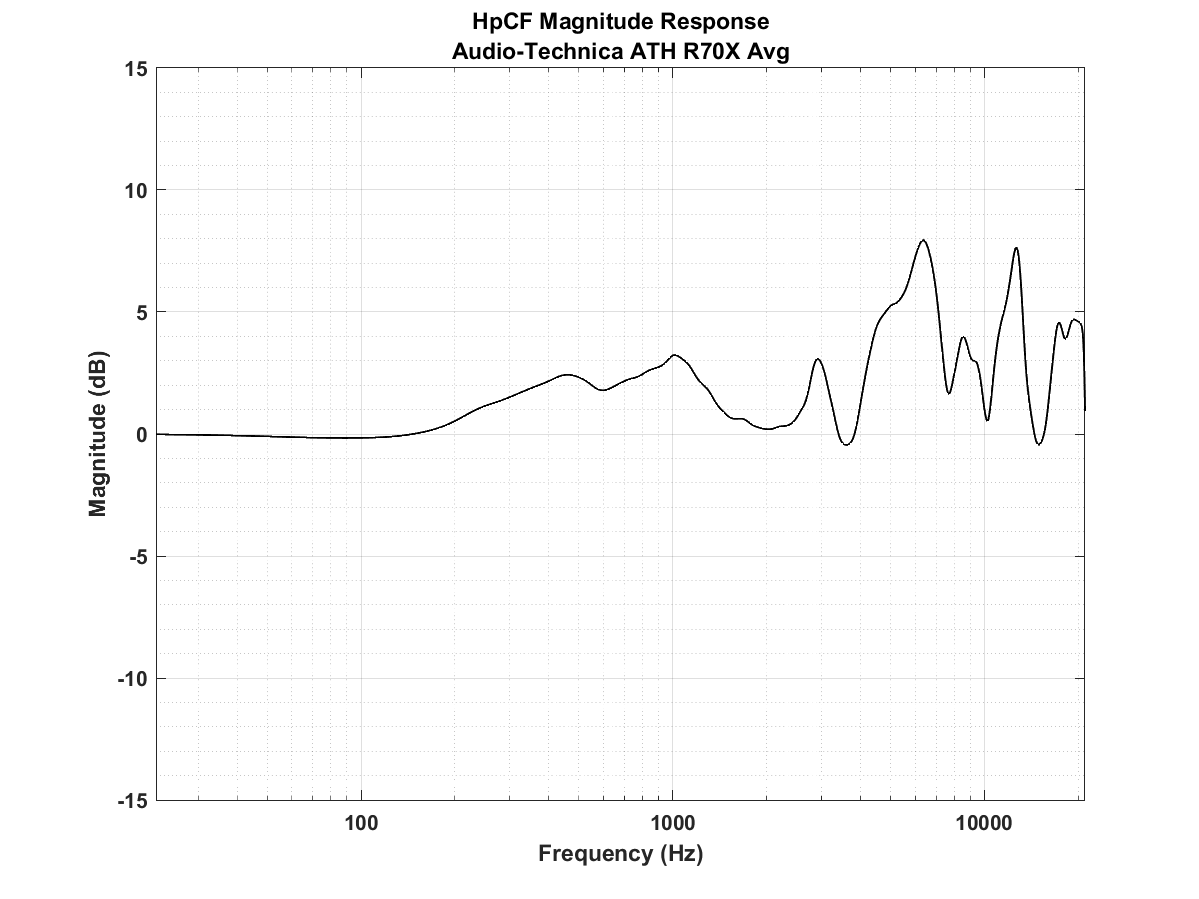 HpCF Magnitude Response
Audio-Technica ATH R70X Avg
15
10
5
0
-5
-10
-15
Magnitude (dB)
100 1000 10000
Frequency (Hz)